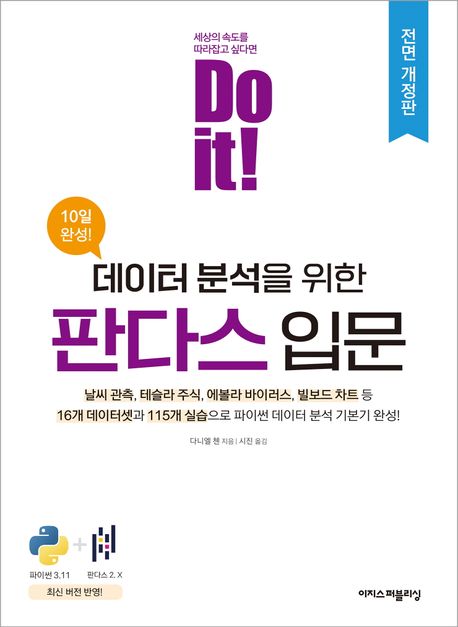 세상의 속도를
따라잡고 싶다면
Do
it!
전면 개정판
10일
완성!
데이터 분석을 위한
판다스 입문
날씨 관측, 테슬라 주식, 에볼라 바이러스, 빌보드 차트 등
16개 데이터셋과 115개 실습으로 파이썬 데이터 분석 기본기 완성!
다니엘 첸 지음 | 시진 옮김
파이썬 3.11
판다스 2. X
최신 버전 반영!
이지스 퍼블리싱